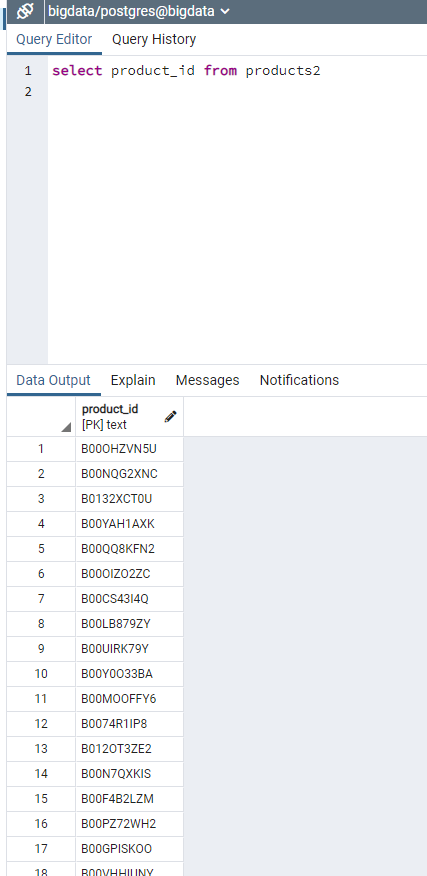 bigdata/postgres@bigdata
Query Editor Query History
1 select product_id from products2
2
Data Output Explain Messages Notifications
product_id
[PK] text
1 B00OHZVN5U
2 B00NQG2XNC
3 B0132XCT0U
4 B00YAH1AXK
5 B00QQ8KFN2
6 B00OIZO2ZC
7 B00CS43I4Q
8 B00LB879ZY
9 B00UIRK79Y
10 B00Y0O33BA
11 B00MOOFFY6
12 B0074R1IP8
13 B012OT3ZE2
14 B00N7QXKIS
15 B00F4B2LZM
16 B00PZ72WH2
17 B00GPISKOO
18